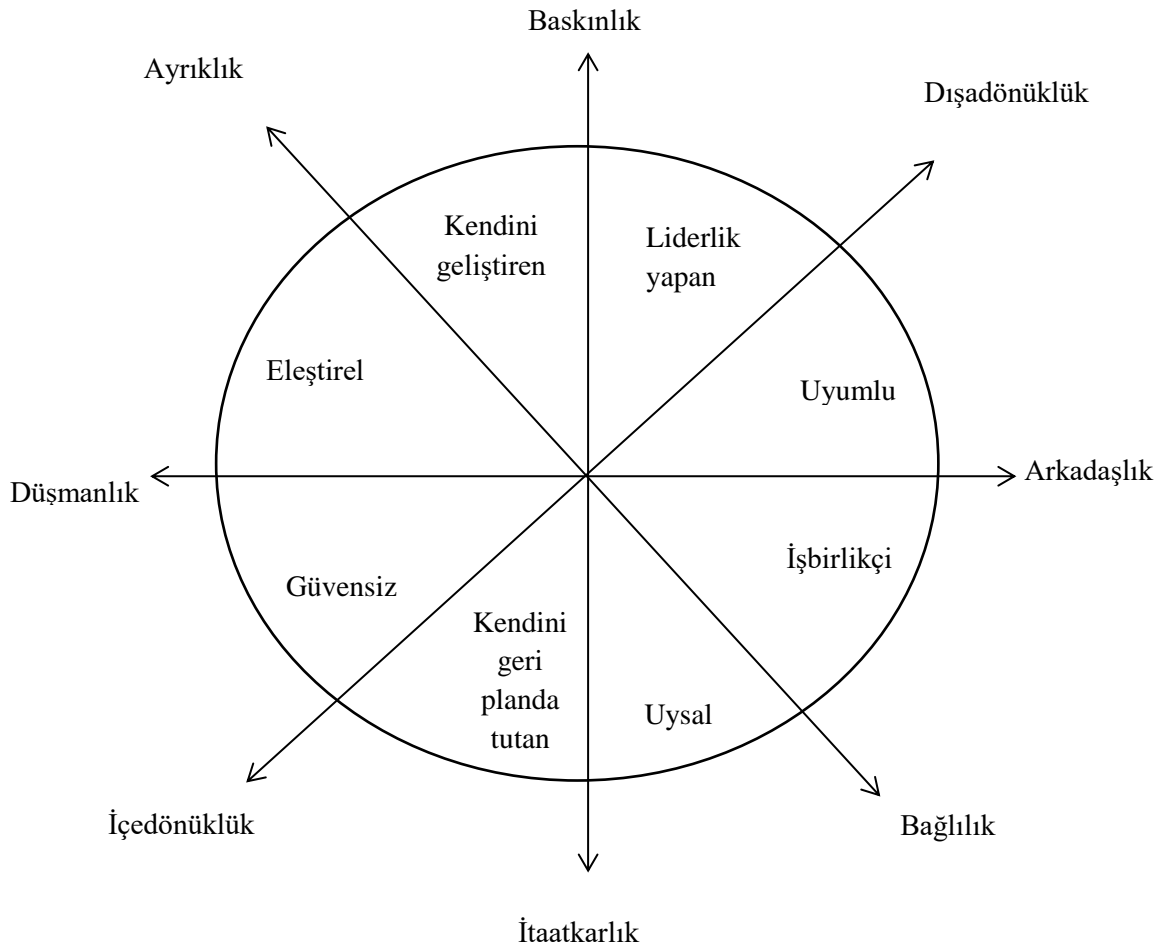 Baskınlık
Ayrıklık
Dışadönüklük
Kendini
geliştiren
Liderlik
yapan
Eleştirel
Uyumlu
Düşmanlık
Arkadaşlık
İşbirlikçi
Güvensiz
Kendini
geri
planda
tutan
Uysal
İçedönüklük
Bağlılık
İtaatkarlık